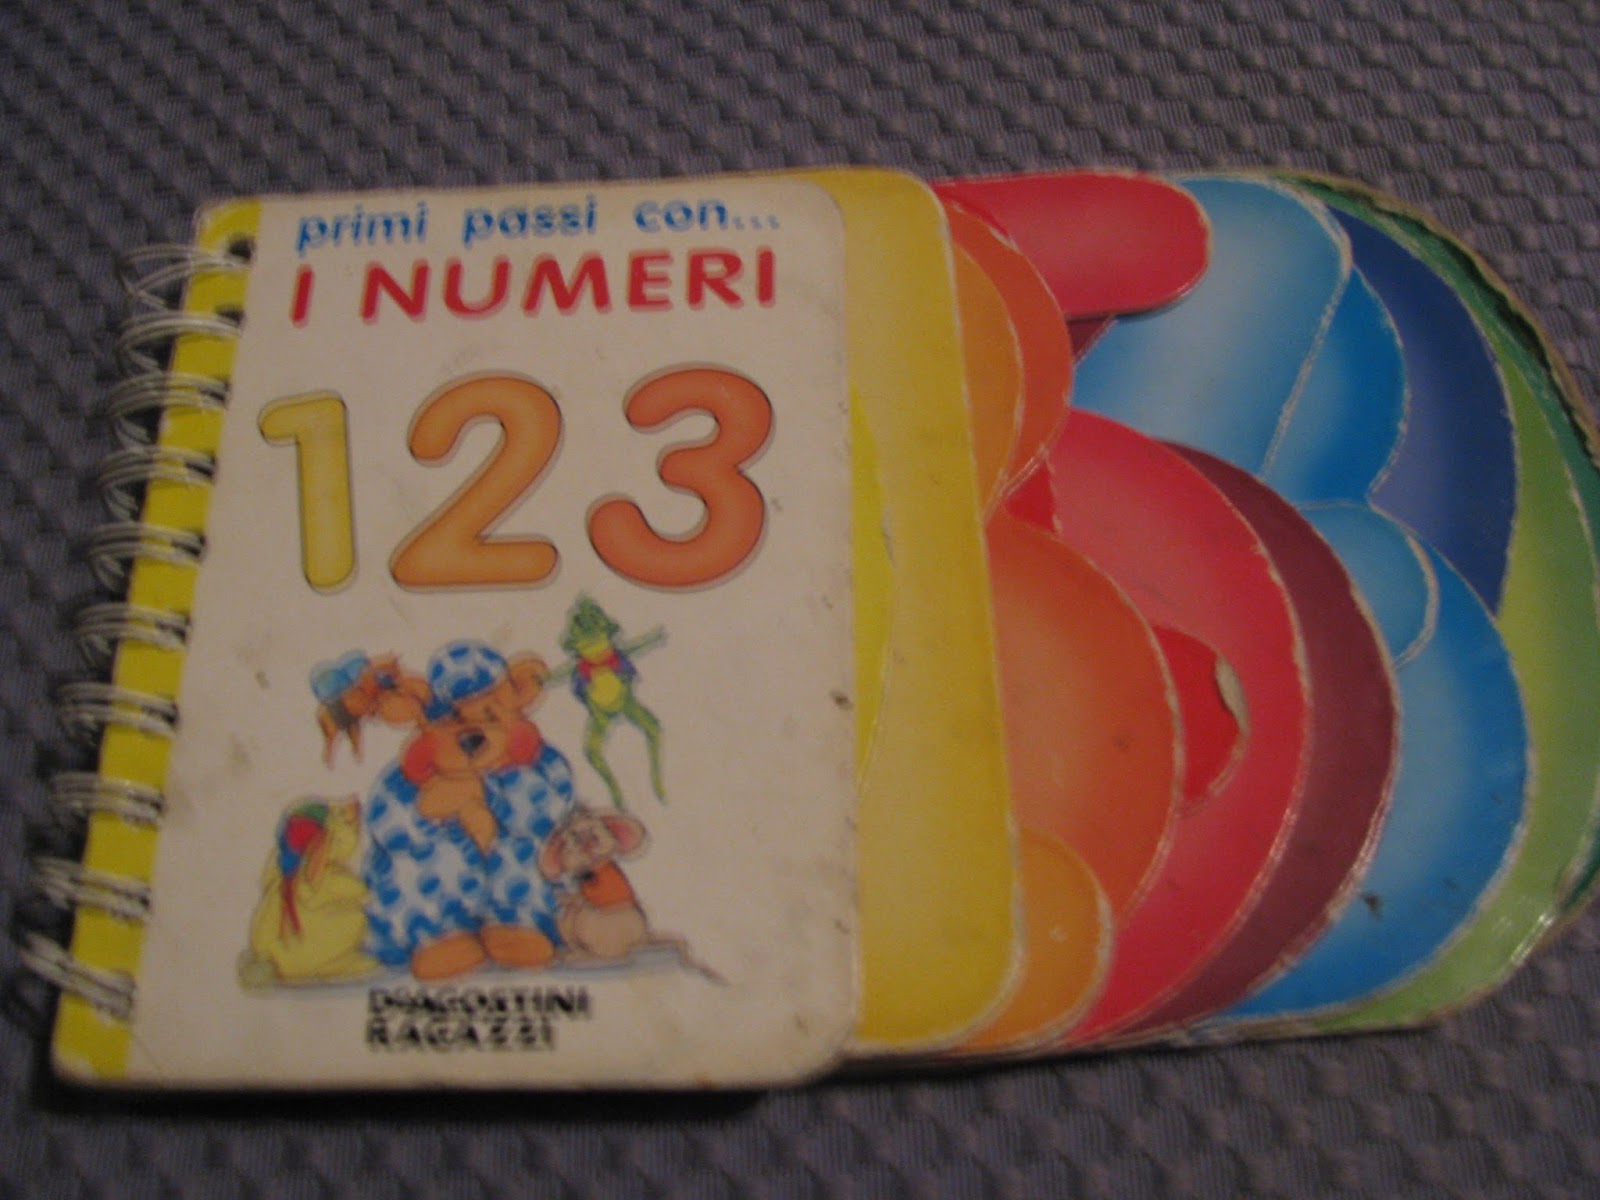 primi passi con...
I NUMERI
123
DEAGOSTINI
RAGAZZI